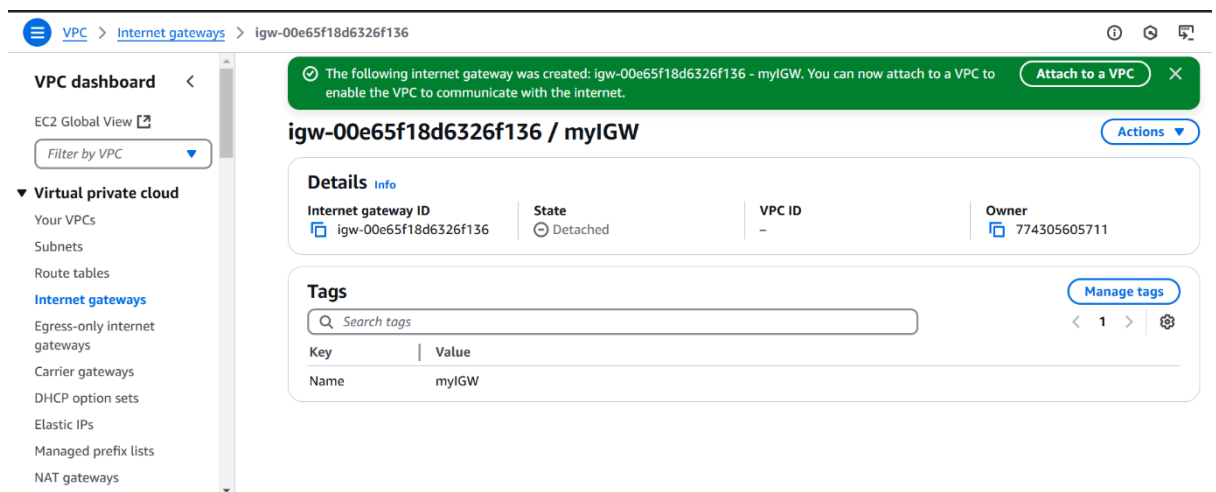 VPC > Internet gateways > igw-00e65f18d6326f136
VPC dashboard
EC2 Global View
Filter by VPC
Virtual private cloud
Your VPCs
Subnets
Route tables
Internet gateways
Egress-only internet
gateways
Carrier gateways
DHCP option sets
Elastic IPs
Managed prefix lists
NAT gateways
The following internet gateway was created: igw-00e65f18d6326f136 - myIGW. You can now attach to a VPC to
enable the VPC to communicate with the internet.
Attach to a VPC
igw-00e65f18d6326f136 / myIGW
Actions
Details Info
Internet gateway ID
igw-00e65f18d6326f136
State
Detached
VPC ID
–
Owner
774305605711
Tags
Manage tags
Search tags
1
Key Value
Name myIGW